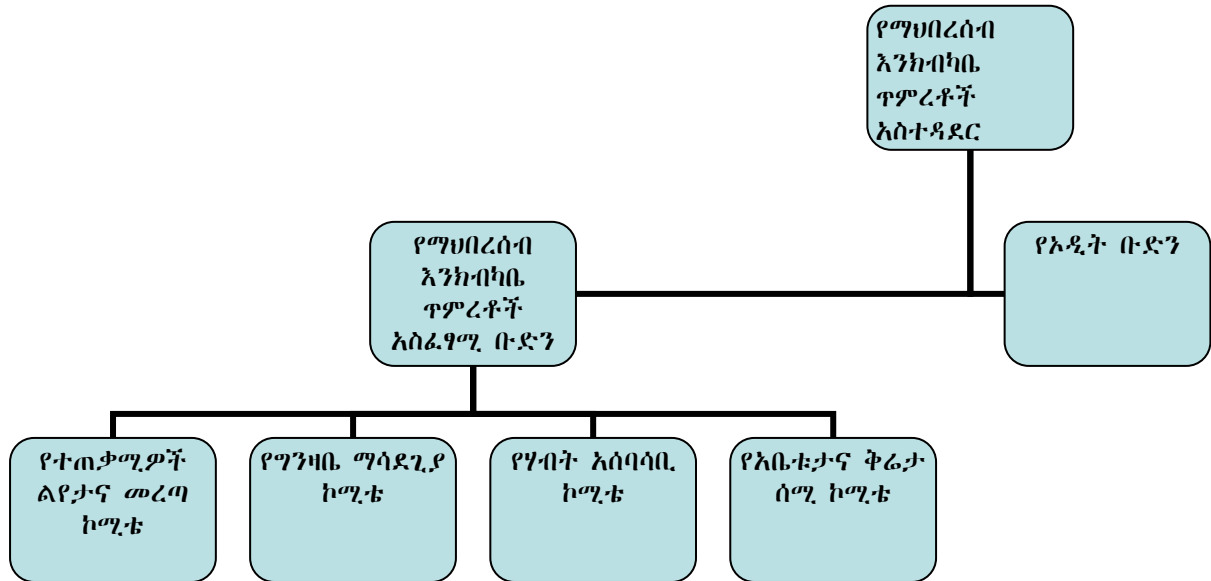 የማህበረሰብ
እንክብካቤ
ጥምረቶች
አስተዳደር
የማህበረሰብ
እንክብካቤ
ጥምረቶች
አስፈፃሚ ቡድን
የኦዲት ቡድን
የተጠቃሚዎች
ልየታና መረጣ
ኮሚቴ
የግንዛቤ ማሳደጊያ
ኮሚቴ
የሃብት አሰባሳቢ
ኮሚቴ
የአቤቱታና ቅሬታ
ሰሚ ኮሚቴ